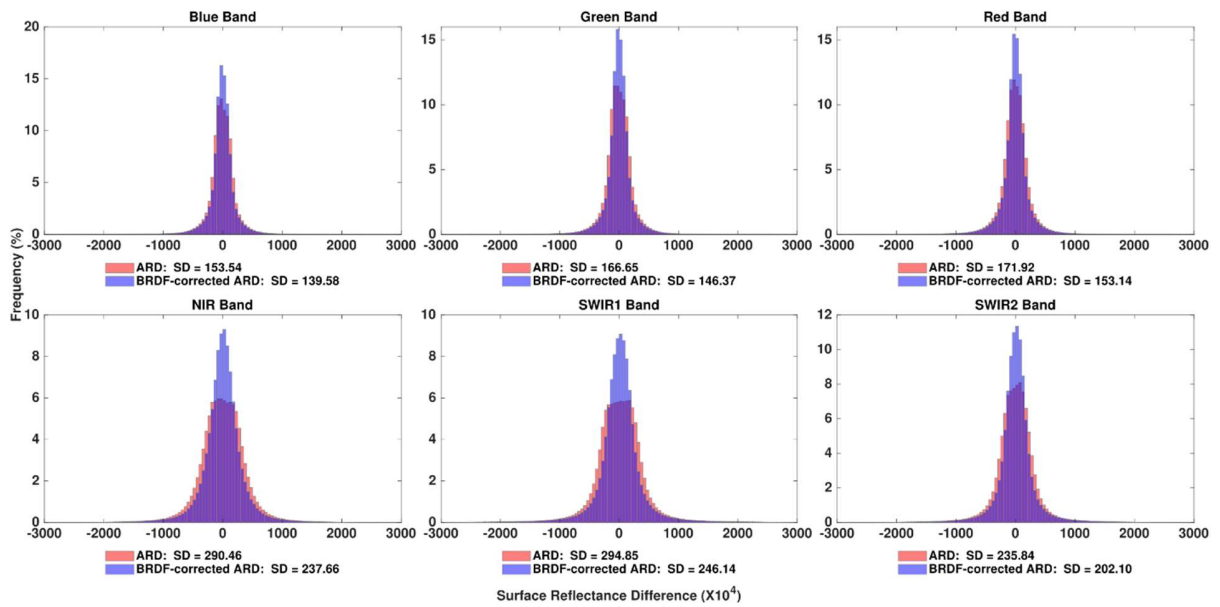 Blue Band
Green Band
Red Band
20
15
10
5
0
15
10
5
0
15
10
5
0
-3000 -2000 -1000 0 1000 2000 3000
-3000 -2000 -1000 0 1000 2000 3000
-3000 -2000 -1000 0 1000 2000 3000
ARD: SD = 153.54
BRDF-corrected ARD: SD = 139.58
ARD: SD = 166.65
BRDF-corrected ARD: SD = 146.37
ARD: SD = 171.92
BRDF-corrected ARD: SD = 153.14
Frequency (%)
NIR Band
SWIR1 Band
SWIR2 Band
10
8
6
4
2
0
10
8
6
4
2
0
12
10
8
6
4
2
0
-3000 -2000 -1000 0 1000 2000 3000
-3000 -2000 -1000 0 1000 2000 3000
-3000 -2000 -1000 0 1000 2000 3000
ARD: SD = 290.46
BRDF-corrected ARD: SD = 237.66
ARD: SD = 294.85
BRDF-corrected ARD: SD = 246.14
ARD: SD = 235.84
BRDF-corrected ARD: SD = 202.10
Surface Reflectance Difference (X10⁴)